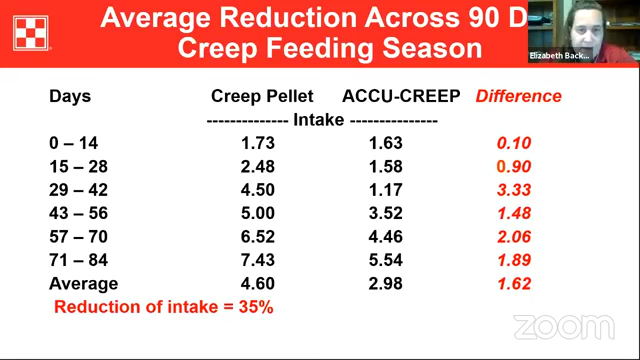 Average Reduction Across 90 D
Creep Feeding Season
Elizabeth Back...
Days Creep Pellet ACCU-CREEP Difference
-------------- Intake ---------------
0 – 14 1.73 1.63 0.10
15 – 28 2.48 1.58 0.90
29 – 42 4.50 1.17 3.33
43 – 56 5.00 3.52 1.48
57 – 70 6.52 4.46 2.06
71 – 84 7.43 5.54 1.89
Average 4.60 2.98 1.62
Reduction of intake = 35%
zoom